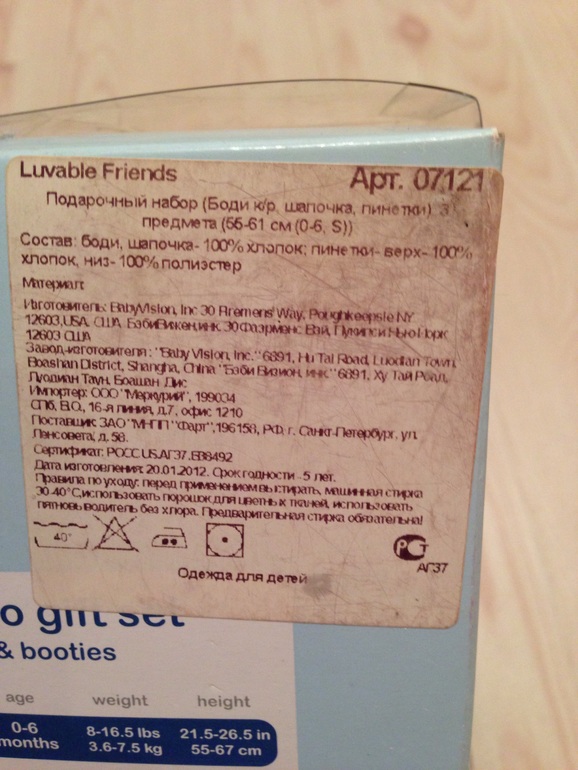 Luvable Friends Арт. 07121
Подарочный набор (Боди к/р, шапочка, пинетки) 3
предмета (55-61 см (0-6, S))
Состав: боди, шапочка- 100% хлопок; пинетки- верх- 100%
хлопок, низ- 100% полиэстер
Материал:
Изготовитель: BabyVision, Inc 30 Firemens' Way, Poughkeepsie NY
12603,USA, США, БэбиВижен,инк. 30 Фаэрменс Вэй, Пукипси Нью-Йорк
12603 США
Завод-изготовителя: "Baby Vision, Inc." 6891, Hu Tai Road, Luodian Town,
Boashan District, Shangha, China "Бэби Визион, инк." 6891, Ху Тай Роад,
Луодиан Таун, Боашан, Дис
Импортер: ООО "Меркурий", 199034
СПб, В.О., 16-я линия, д.7, офис 1210
Поставщик: ЗАО "МНПП "Фарт", 196158, РФ, г. Санкт-Петербург, ул.
Ленсовета, д. 58.
Сертификат: РОСС US.АГ37.В38492
Дата изготовления: 20.01.2012. Срок годности - 5 лет.
Правила по уходу: перед применением выстирать, машинная стирка
30-40°С,использовать порошок для цветных тканей, использовать
пятновыводитель без хлора. Предварительная стирка обязательна!
40°
РСТ
АГ37
Одежда для детей
o gift set
& booties
age weight height
0-6 8-16.5 lbs 21.5-26.5 in
months 3.6-7.5 kg 55-67 cm